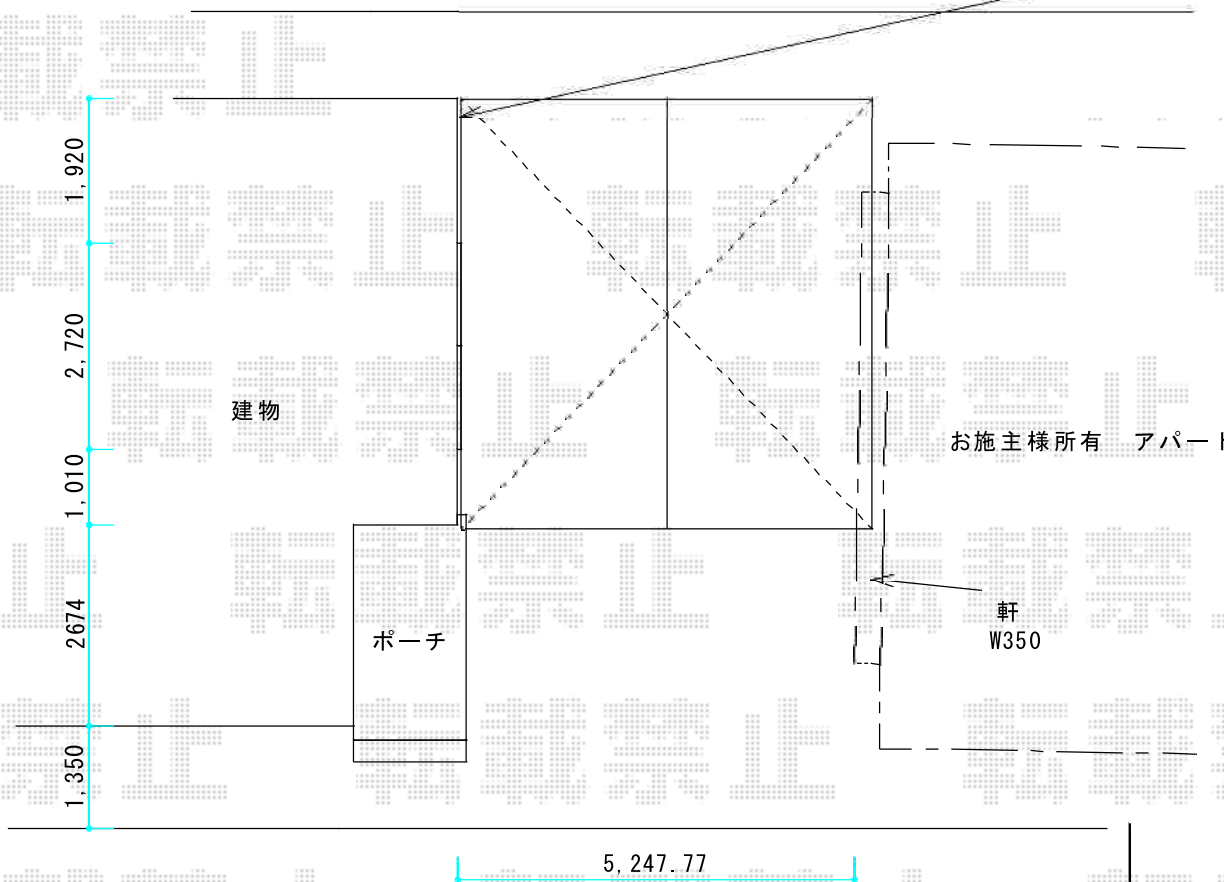 1,920
2,720
1,010
2674
1,350
建物
ポーチ
お施主様所有 アパート
軒
W350
5,247.77
転載禁止